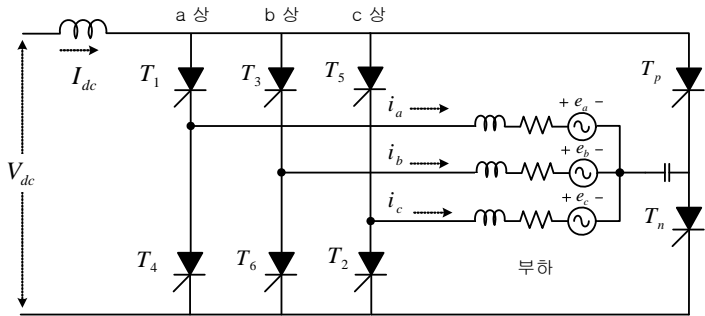 a 상 b 상 c 상
I_dc
T_1 T_3 T_5 T_p
i_a + e_a −
V_dc
i_b + e_b −
i_c + e_c −
T_n
T_4 T_6 T_2
부하